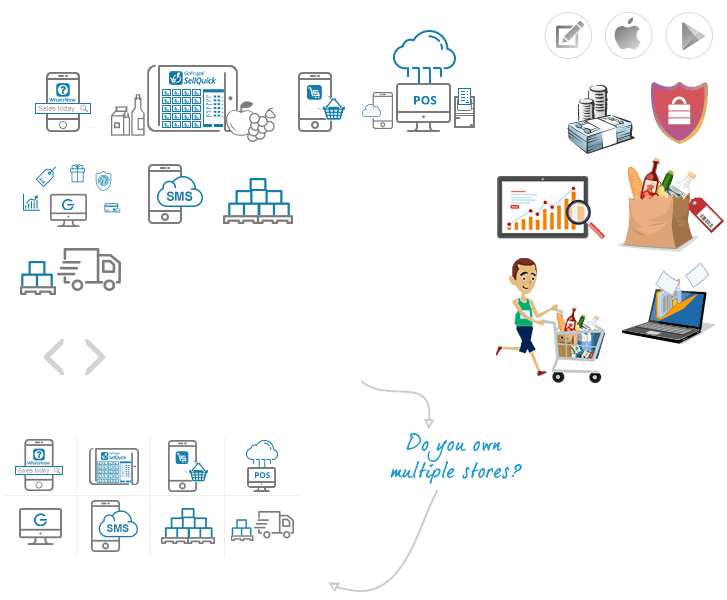 WhatsNow
Sales today
GoFrugal
SellQuick
POS
G
SMS
Do you own
multiple stores?
WhatsNow
Sales today
GoFrugal
SellQuick
POS
G
SMS